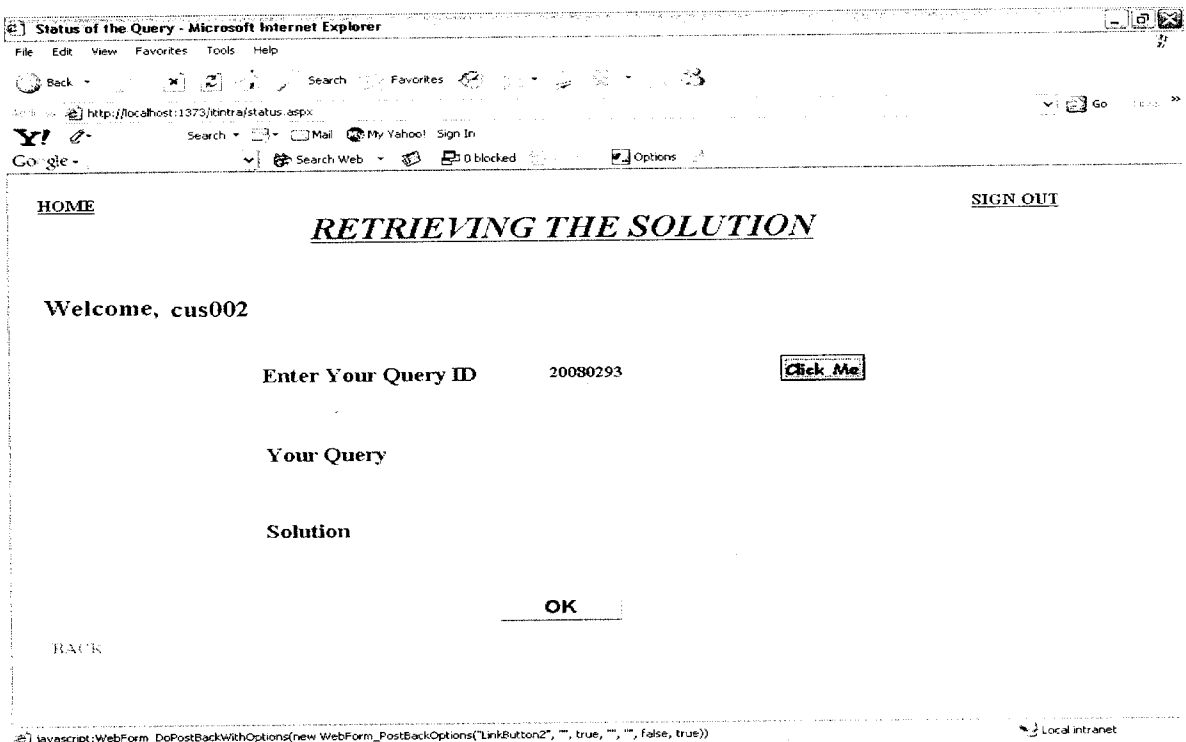 Status of the Query - Microsoft Internet Explorer
File Edit View Favorites Tools Help
Back Search Favorites
http://localhost:1373/itintra/status.aspx Go
Y! Search Mail My Yahoo! Sign In
Google Search Web 0 blocked Options
HOME
SIGN OUT
RETRIEVING THE SOLUTION
Welcome, cus002
Enter Your Query ID 20080293 Click Me
Your Query
Solution
OK
BACK
javascript:WebForm_DoPostBackWithOptions(new WebForm_PostBackOptions("LinkButton2", "", true, "", "", false, true)) Local intranet